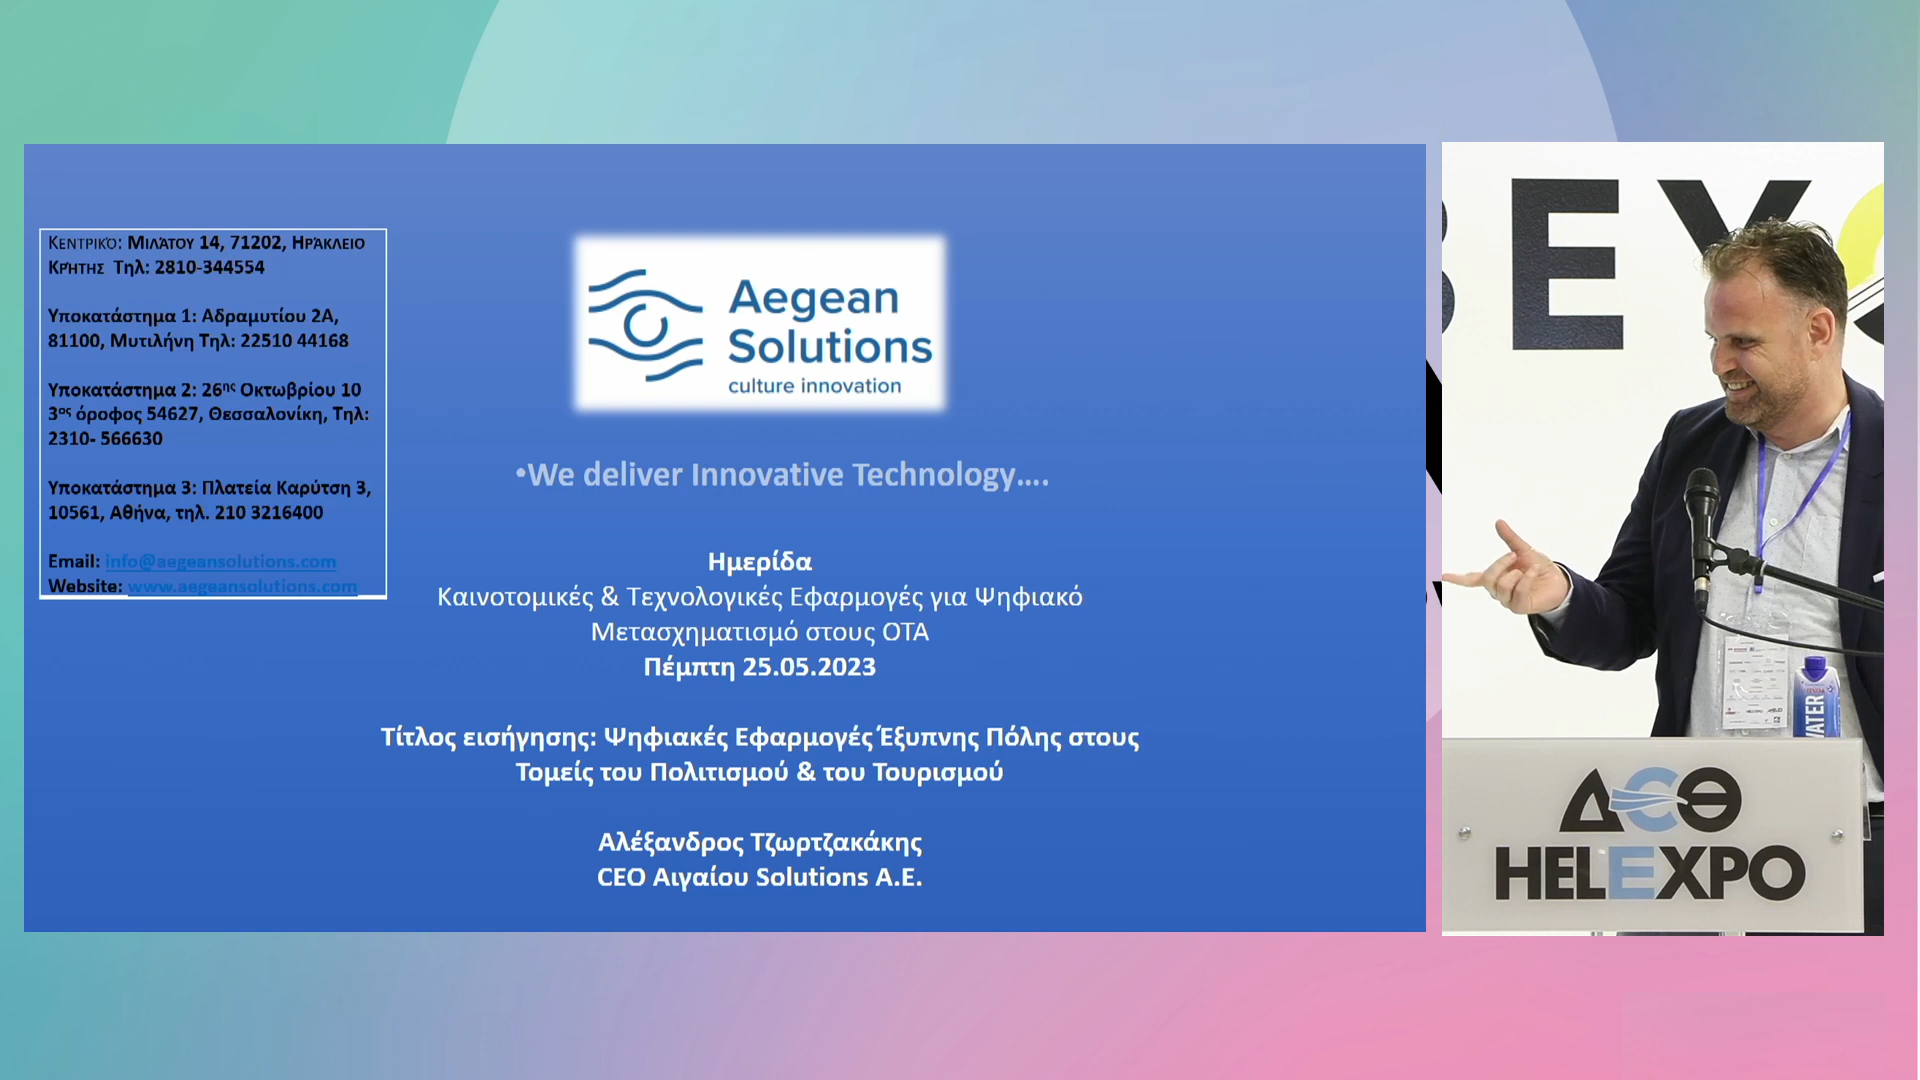 Κεντρικό: Μιλάτου 14, 71202, Ηράκλειο
Κρήτης Τηλ: 2810-344554
Υποκατάστημα 1: Αδραμυτίου 2Α,
81100, Μυτιλήνη Τηλ: 22510 44168
Υποκατάστημα 2: 26ης Οκτωβρίου 10
3ος όροφος 54627, Θεσσαλονίκη, Τηλ:
2310- 566630
Υποκατάστημα 3: Πλατεία Καρύτση 3,
10561, Αθήνα, τηλ. 210 3216400
Email: info@aegeansolutions.com
Website: www.aegeansolutions.com
Aegean
Solutions
culture innovation
•We deliver Innovative Technology....
Ημερίδα
Καινοτομικές & Τεχνολογικές Εφαρμογές για Ψηφιακό
Μετασχηματισμό στους ΟΤΑ
Πέμπτη 25.05.2023
Τίτλος εισήγησης: Ψηφιακές Εφαρμογές Έξυπνης Πόλης στους
Τομείς του Πολιτισμού & του Τουρισμού
Αλέξανδρος Τζωρτζακάκης
CEO Αιγαίου Solutions Α.Ε.
BEY
WATER
ΔΕΘ
HELEXPO